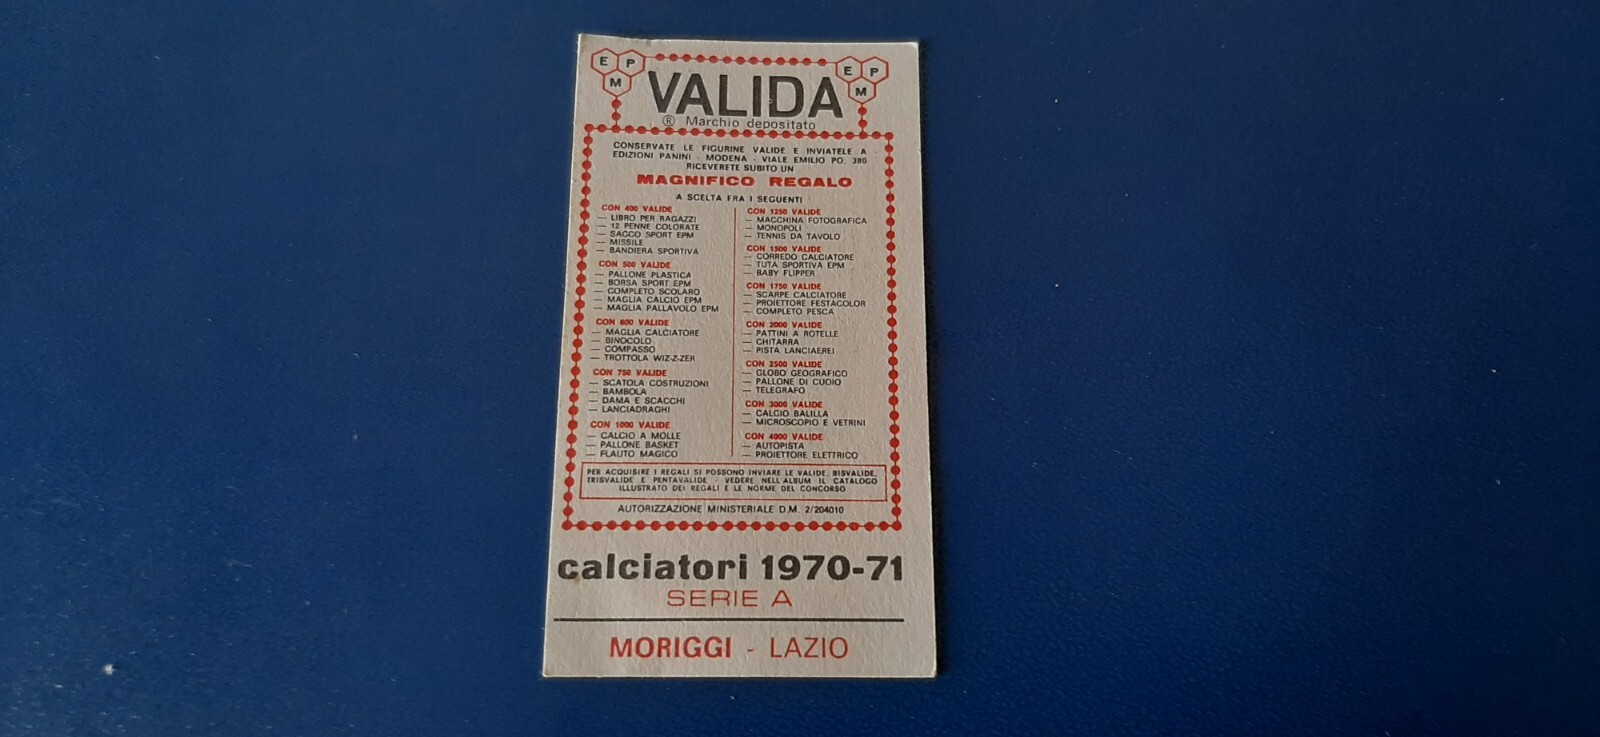 E P M
E P M
VALIDA
® Marchio depositato
CONSERVATE LE FIGURINE VALIDE E INVIATELE A
EDIZIONI PANINI - MODENA - VIALE EMILIO PO, 380
RICEVERETE SUBITO UN
MAGNIFICO REGALO
A SCELTA FRA I SEGUENTI
CON 400 VALIDE
— LIBRO PER RAGAZZI
— 12 PENNE COLORATE
— SACCO SPORT EPM
— MISSILE
— BANDIERA SPORTIVA
CON 500 VALIDE
— PALLONE PLASTICA
— BORSA SPORT EPM
— COMPLETO SCOLARO
— MAGLIA CALCIO EPM
— MAGLIA PALLAVOLO EPM
CON 600 VALIDE
— MAGLIA CALCIATORE
— BINOCOLO
— COMPASSO
— TROTTOLA WIZ-Z-ZER
CON 750 VALIDE
— SCATOLA COSTRUZIONI
— BAMBOLA
— DAMA E SCACCHI
— LANCIADRAGHI
CON 1000 VALIDE
— CALCIO A MOLLE
— PALLONE BASKET
— FLAUTO MAGICO
CON 1250 VALIDE
— MACCHINA FOTOGRAFICA
— MONOPOLI
— TENNIS DA TAVOLO
CON 1500 VALIDE
— CORREDO CALCIATORE
— TUTA SPORTIVA EPM
— BABY FLIPPER
CON 1750 VALIDE
— SCARPE CALCIATORE
— PROIETTORE FESTACOLOR
— COMPLETO PESCA
CON 2000 VALIDE
— PATTINI A ROTELLE
— CHITARRA
— PISTA LANCIAEREI
CON 2500 VALIDE
— GLOBO GEOGRAFICO
— PALLONE DI CUOIO
— TELEGRAFO
CON 3000 VALIDE
— CALCIO BALILLA
— MICROSCOPIO E VETRINI
CON 4000 VALIDE
— AUTOPISTA
— PROIETTORE ELETTRICO
PER ACQUISIRE I REGALI SI POSSONO INVIARE LE VALIDE, BISVALIDE,
TRISVALIDE E PENTAVALIDE - VEDERE NELL'ALBUM IL CATALOGO
ILLUSTRATO DEI REGALI E LE NORME DEL CONCORSO
AUTORIZZAZIONE MINISTERIALE D.M. 2/204010
calciatori 1970-71
SERIE A
MORIGGI - LAZIO